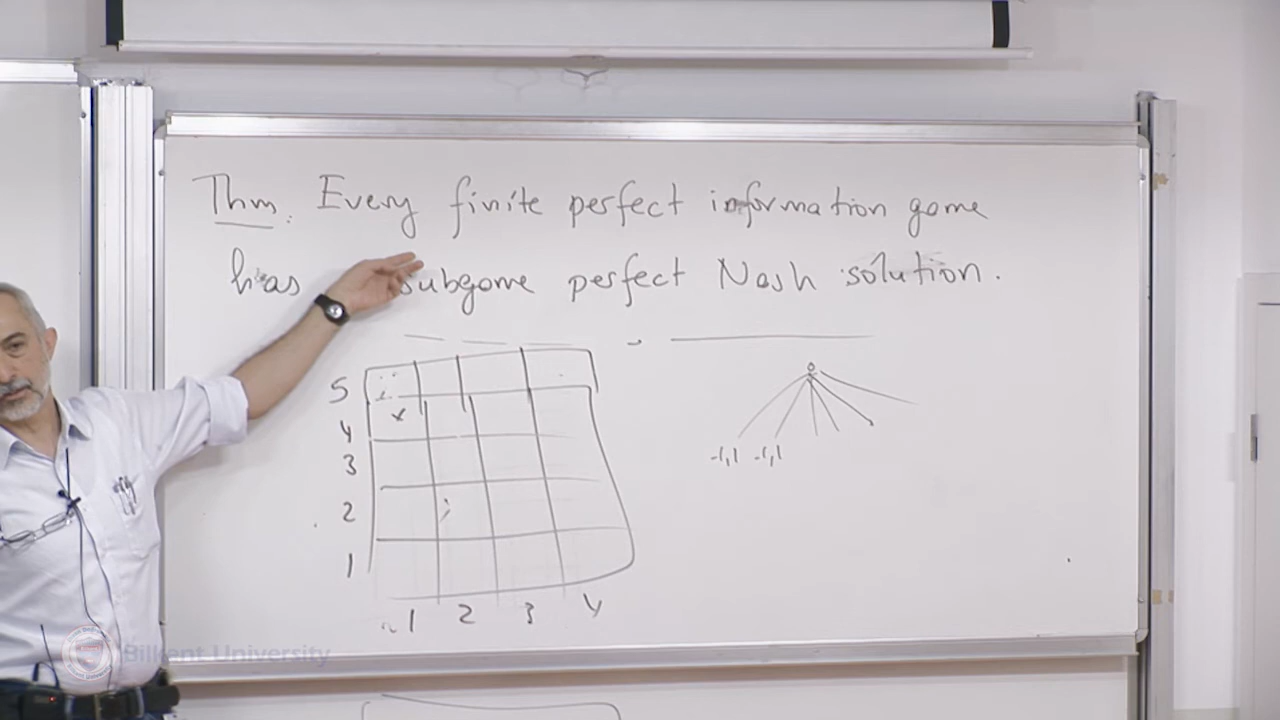 Thm. Every finite perfect information game
has subgame perfect Nash solution.
5
4
3
2
1
1 2 3 4
-1,1 -1,1
Bilkent University